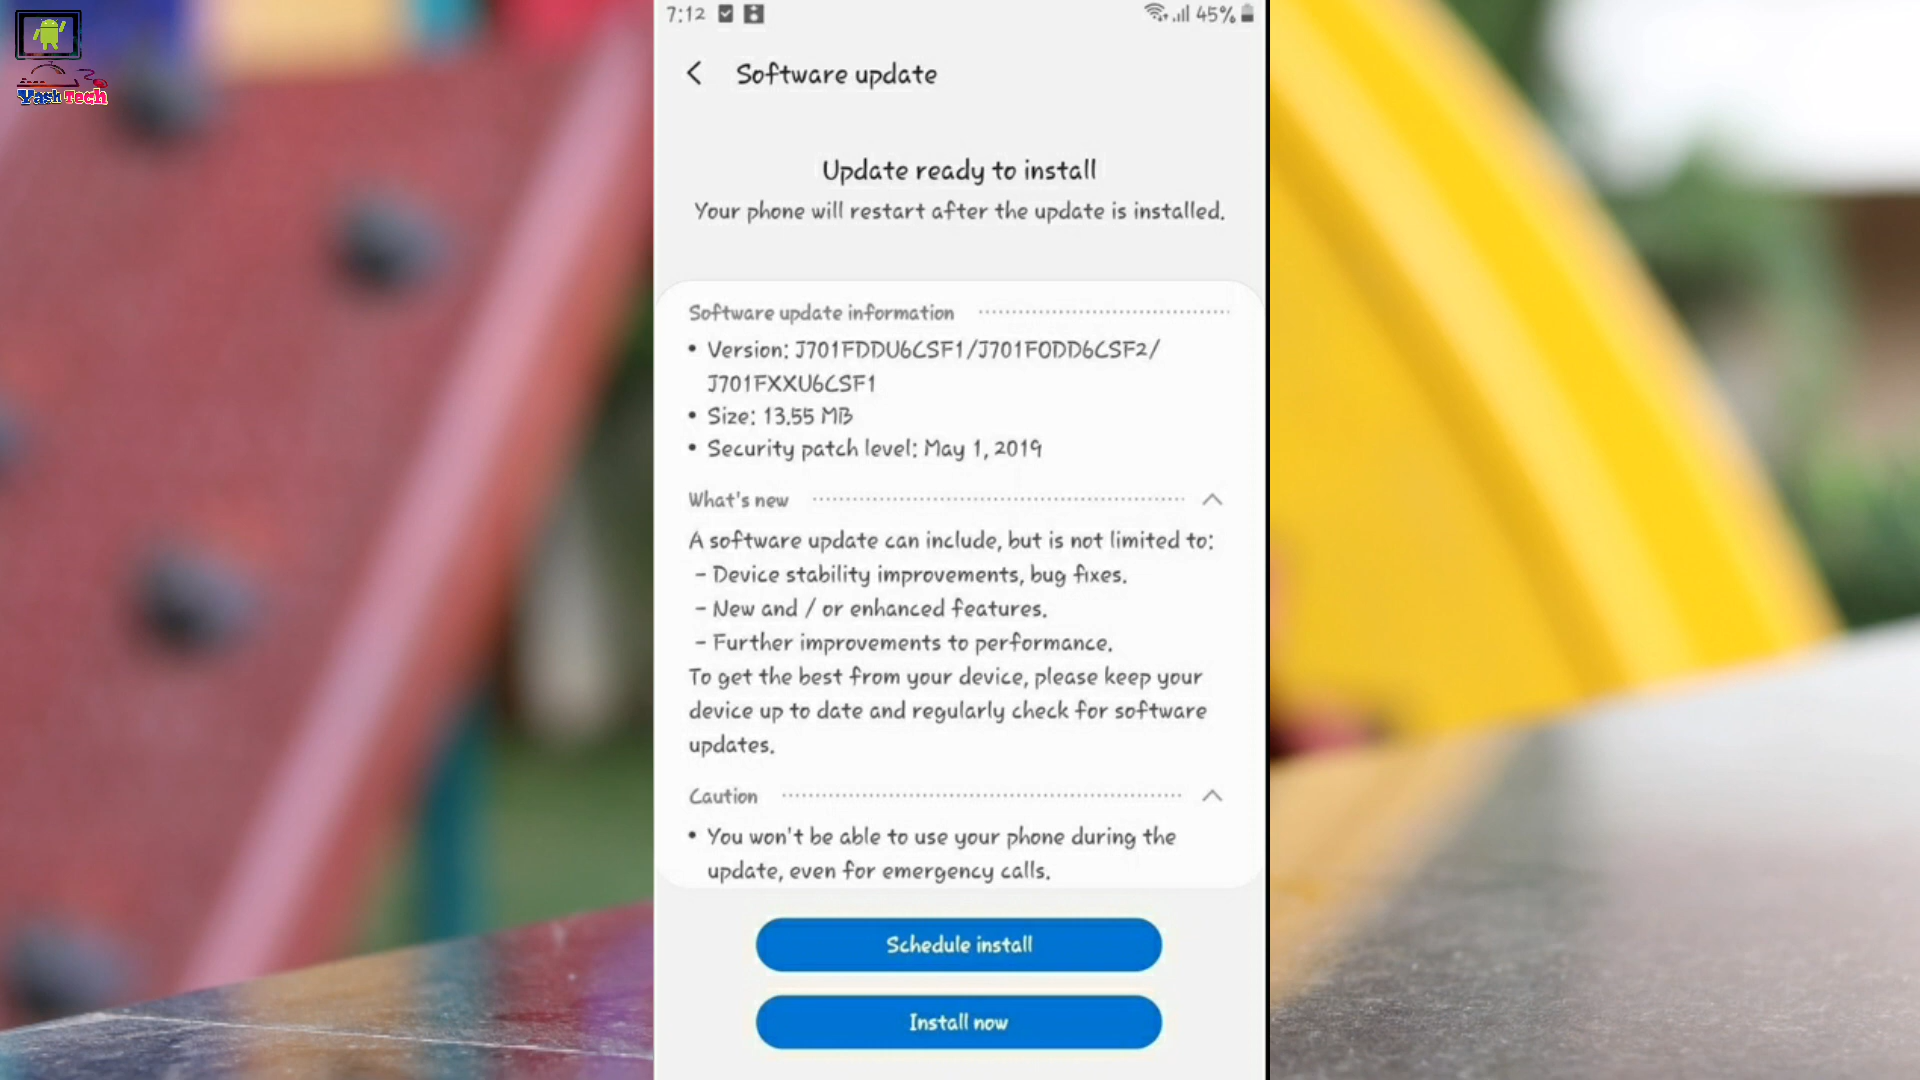 Yash Tech
7:12
45%
Software update
Update ready to install
Your phone will restart after the update is installed.
Software update information
• Version: J701FDDU6CSF1/J701FODD6CSF2/
J701FXXU6CSF1
• Size: 13.55 MB
• Security patch level: May 1, 2019
What's new
A software update can include, but is not limited to:
- Device stability improvements, bug fixes.
- New and / or enhanced features.
- Further improvements to performance.
To get the best from your device, please keep your
device up to date and regularly check for software
updates.
Caution
• You won't be able to use your phone during the
update, even for emergency calls.
Schedule install
Install now